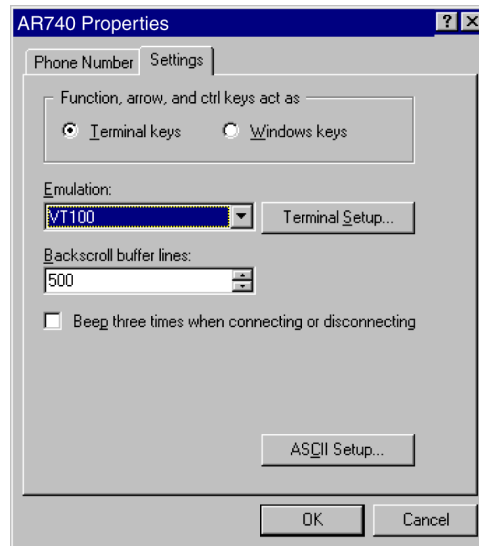 AR740 Properties
Phone Number Settings
Function, arrow, and ctrl keys act as
Terminal keys Windows keys
Emulation:
VT100 Terminal Setup...
Backscroll buffer lines:
500
Beep three times when connecting or disconnecting
ASCII Setup...
OK Cancel